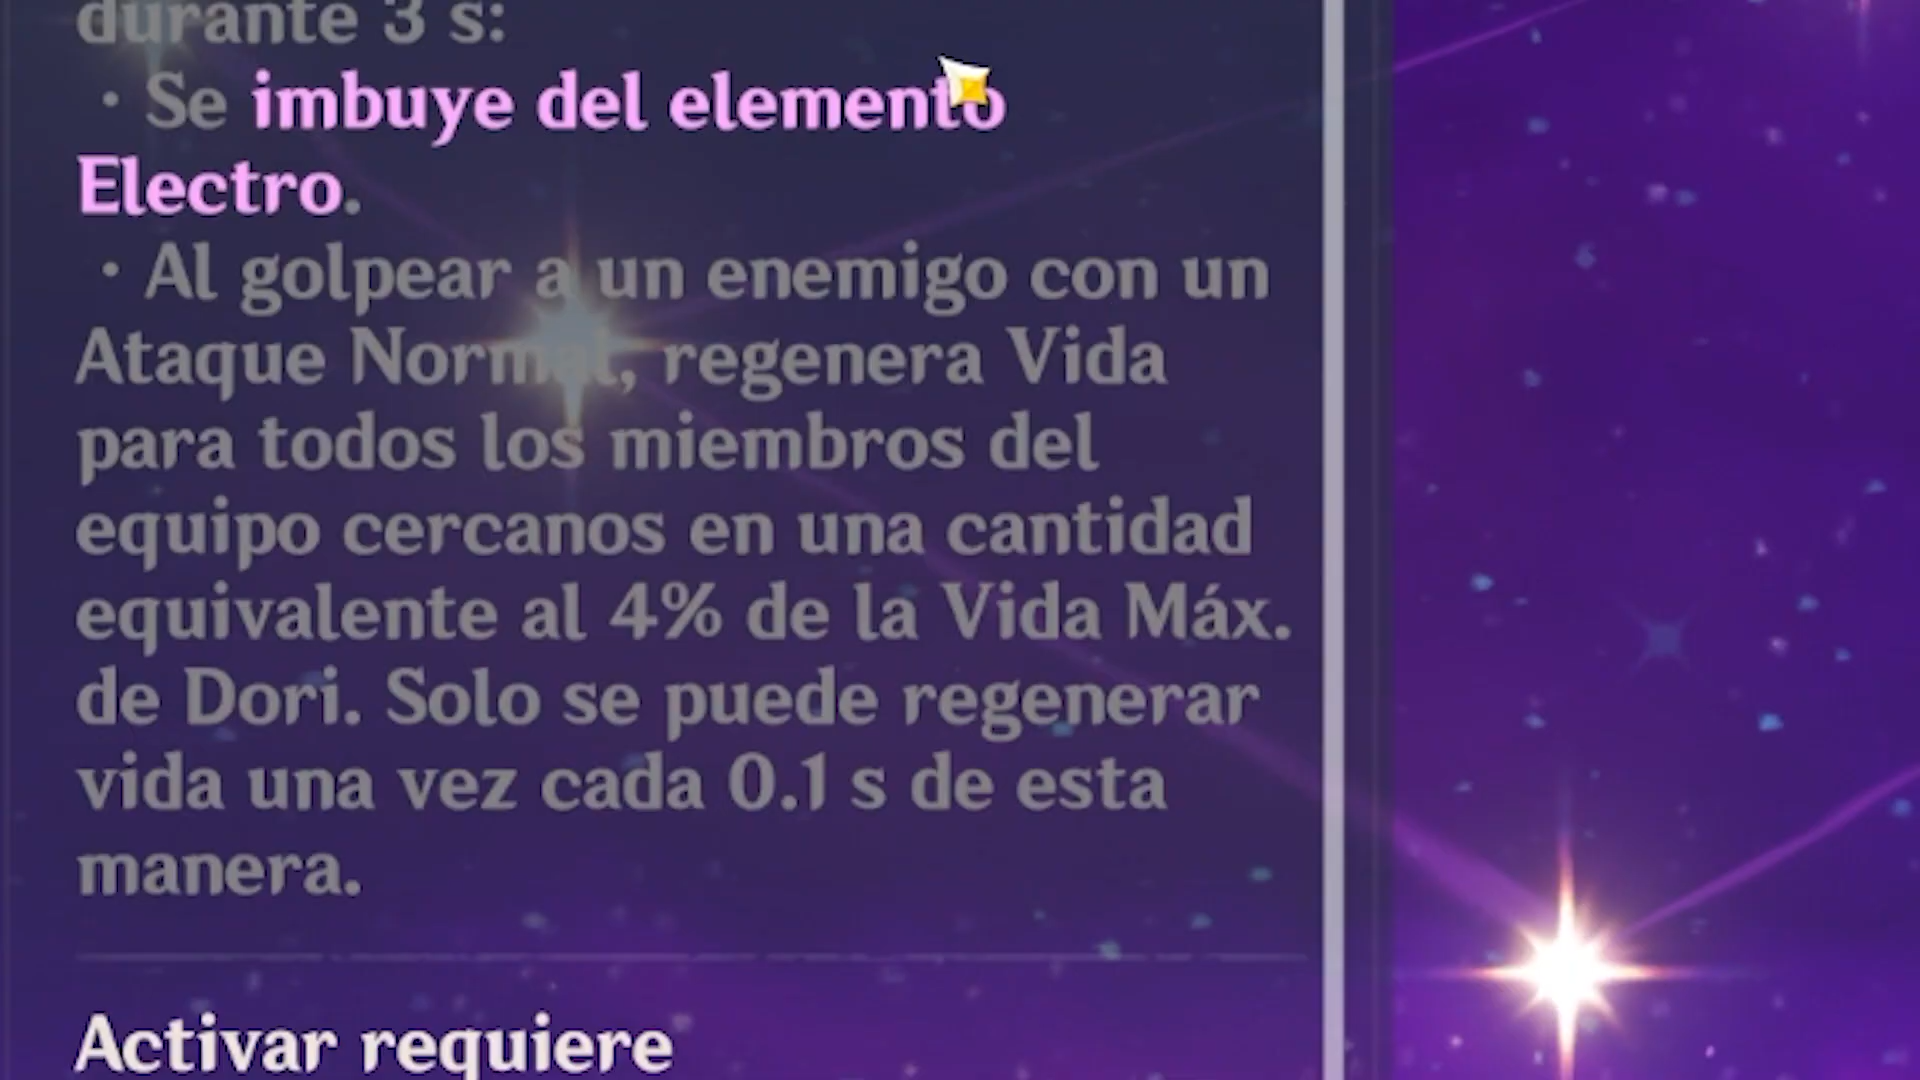 durante 3 s:
· Se imbuye del elemento
Electro.
· Al golpear a un enemigo con un
Ataque Normal, regenera Vida
para todos los miembros del
equipo cercanos en una cantidad
equivalente al 4% de la Vida Máx.
de Dori. Solo se puede regenerar
vida una vez cada 0.1 s de esta
manera.
Activar requiere